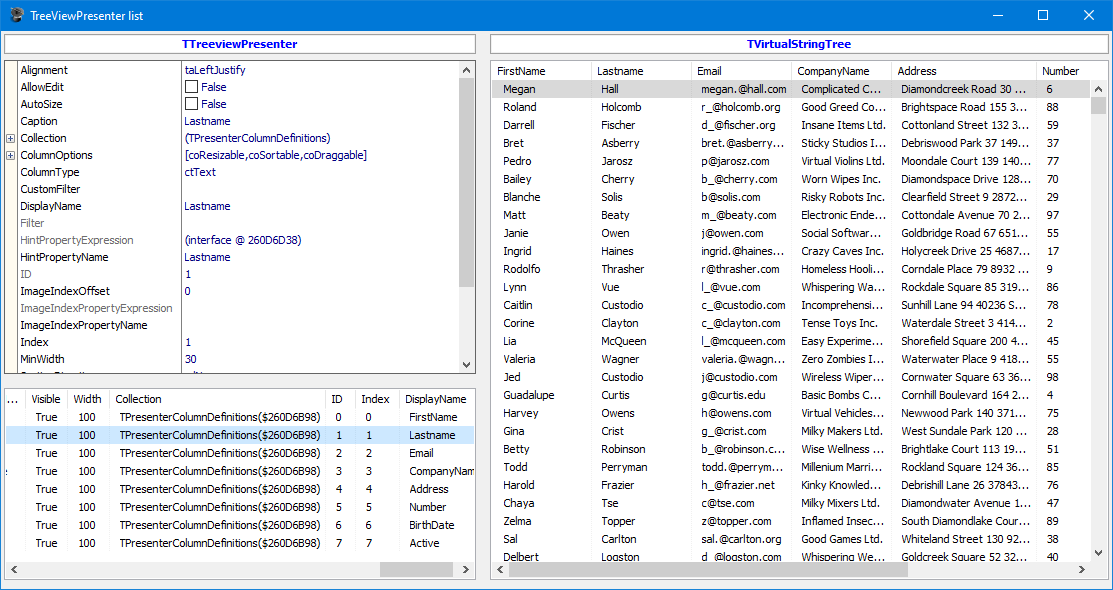 TreeViewPresenter list
TTreeviewPresenter
Alignment taLeftJustify
AllowEdit False
AutoSize False
Caption Lastname
Collection (TPresenterColumnDefinitions)
ColumnOptions [coResizable,coSortable,coDraggable]
ColumnType ctText
CustomFilter
DisplayName Lastname
Filter
HintPropertyExpression (interface @ 260D6D38)
HintPropertyName Lastname
ID 1
ImageIndexOffset 0
ImageIndexPropertyExpression
ImageIndexPropertyName
Index 1
MinWidth 30
... Visible Width Collection ID Index DisplayName
True 100 TPresenterColumnDefinitions($260D6B98) 0 0 FirstName
True 100 TPresenterColumnDefinitions($260D6B98) 1 1 Lastname
True 100 TPresenterColumnDefinitions($260D6B98) 2 2 Email
True 100 TPresenterColumnDefinitions($260D6B98) 3 3 CompanyNam
True 100 TPresenterColumnDefinitions($260D6B98) 4 4 Address
True 100 TPresenterColumnDefinitions($260D6B98) 5 5 Number
True 100 TPresenterColumnDefinitions($260D6B98) 6 6 BirthDate
True 100 TPresenterColumnDefinitions($260D6B98) 7 7 Active
TVirtualStringTree
FirstName Lastname Email CompanyName Address Number
Megan Hall megan.@hall.com Complicated C... Diamondcreek Road 30 ... 6
Roland Holcomb r_@holcomb.org Good Greed Co... Brightspace Road 155 3... 88
Darrell Fischer d_@fischer.org Insane Items Ltd. Cottonland Street 132 3... 59
Bret Asberry bret.@asberry... Sticky Studios I... Debriswood Park 37 149... 37
Pedro Jarosz p@jarosz.com Virtual Violins Ltd. Moondale Court 139 140... 77
Bailey Cherry b_@cherry.com Worn Wipes Inc. Diamondspace Drive 128... 70
Blanche Solis b@solis.com Risky Robots Inc. Clearfield Street 9 2872... 29
Matt Beaty m_@beaty.com Electronic Ende... Cottondale Avenue 70 2... 97
Janie Owen j@owen.com Social Softwar... Goldbridge Road 67 651... 55
Ingrid Haines ingrid.@haines... Crazy Caves Inc. Holycreek Drive 25 4687... 17
Rodolfo Thrasher r@thrasher.com Homeless Hooli... Corndale Place 79 8932 ... 9
Lynn Vue l_@vue.com Whispering Wa... Rockdale Square 85 319... 86
Caitlin Custodio c_@custodio.com Incomprehensi... Sunhill Lane 94 40236 S... 78
Corine Clayton c_@clayton.com Tense Toys Inc. Waterdale Street 3 414... 2
Lia McQueen l_@mcqueen.com Easy Experime... Shorefield Square 200 4... 45
Valeria Wagner valeria.@wagn... Zero Zombies I... Waterwater Place 9 418... 55
Jed Custodio j@custodio.com Wireless Wiper... Cornwater Square 63 36... 98
Guadalupe Curtis g@curtis.edu Basic Bombs C... Cornhill Boulevard 164 2... 4
Harvey Owens h@owens.com Virtual Vehicles... Newwood Park 140 371... 75
Gina Crist g_@crist.com Milky Makers Ltd. West Sundale Park 120 ... 28
Betty Robinson b_@robinson.c... Wise Wellness ... Brightlake Court 113 19... 51
Todd Perryman todd.@perrym... Millenium Marri... Rockland Square 124 36... 85
Harold Frazier h_@frazier.net Kinky Knowled... Debrishill Lane 26 37843... 76
Chaya Tse c@tse.com Milky Mixers Ltd. Diamondwater Avenue 1... 47
Zelma Topper z@topper.com Inflamed Insec... South Diamondlake Cour... 89
Sal Carlton sal.@carlton.org Good Games Ltd. Whiteland Street 130 92... 38
Delbert Logston d_@logston.com Whispering We... Goldcreek Square 52 32... 40